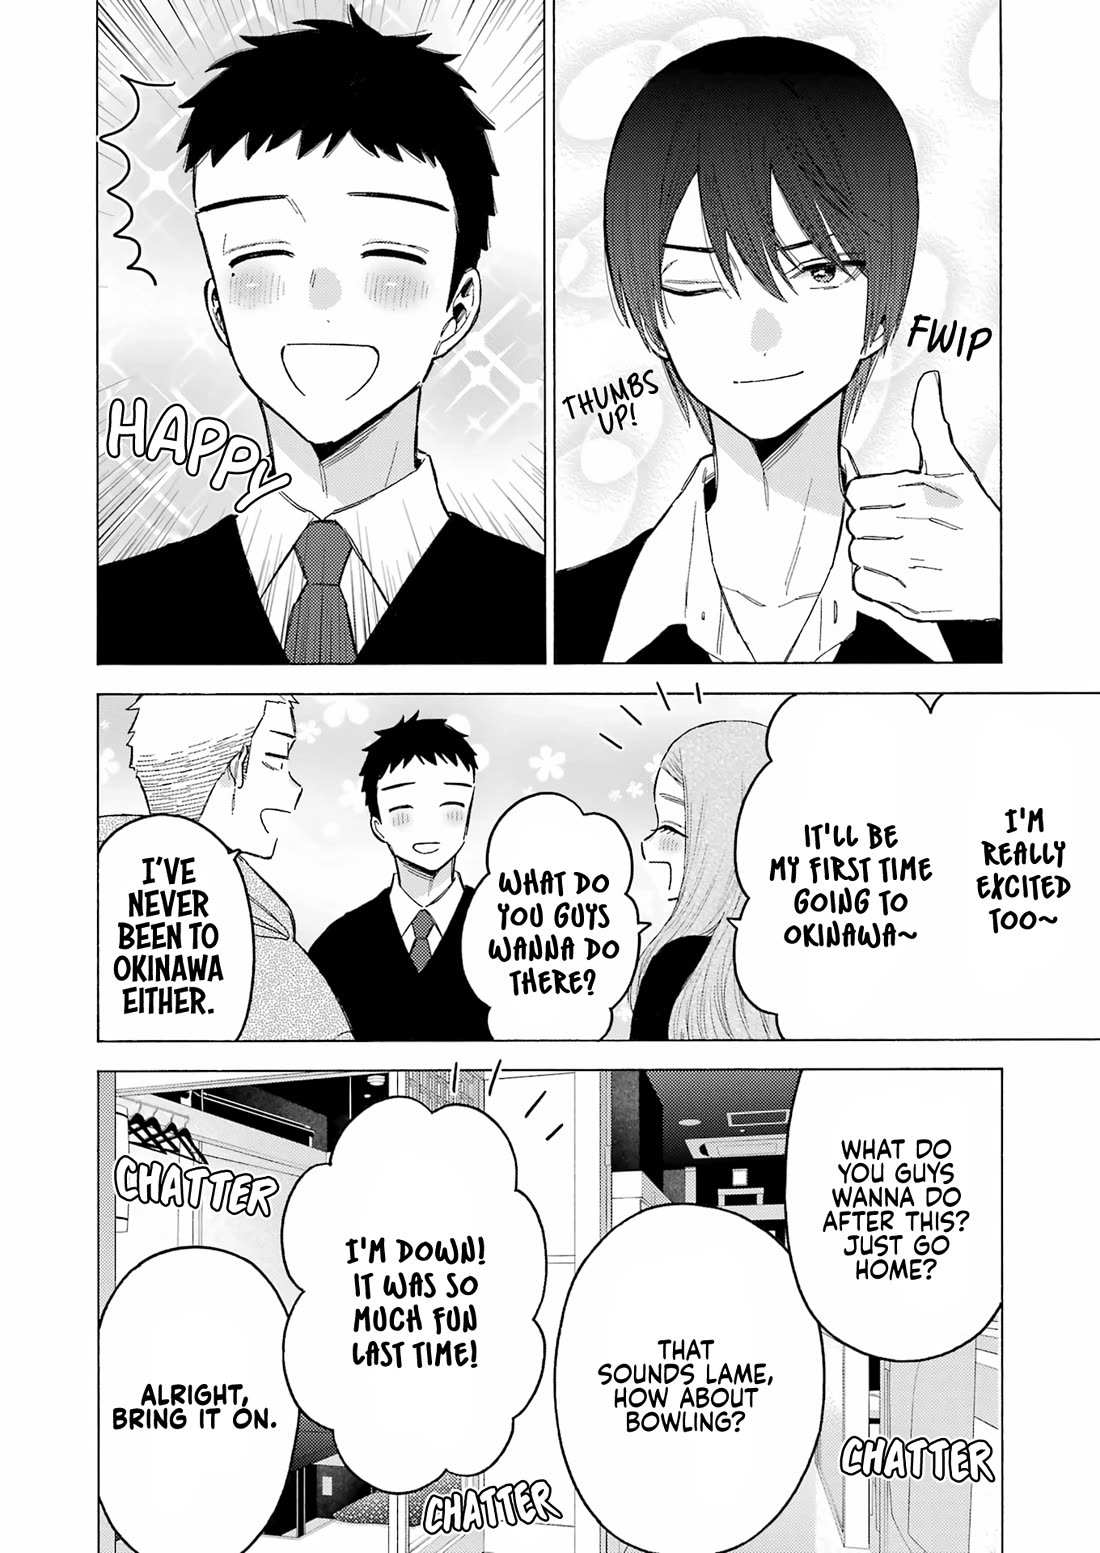 FWIP
THUMBS
UP!
HAPPY
I'M
REALLY
EXCITED
TOO~
IT'LL BE
MY FIRST TIME
GOING TO
OKINAWA~
WHAT DO
YOU GUYS
WANNA DO
THERE?
I'VE
NEVER
BEEN TO
OKINAWA
EITHER.
WHAT DO
YOU GUYS
WANNA DO
AFTER THIS?
JUST GO
HOME?
THAT
SOUNDS LAME,
HOW ABOUT
BOWLING?
CHATTER
I'M DOWN!
IT WAS SO
MUCH FUN
LAST TIME!
CHATTER
CHATTER
ALRIGHT,
BRING IT ON.